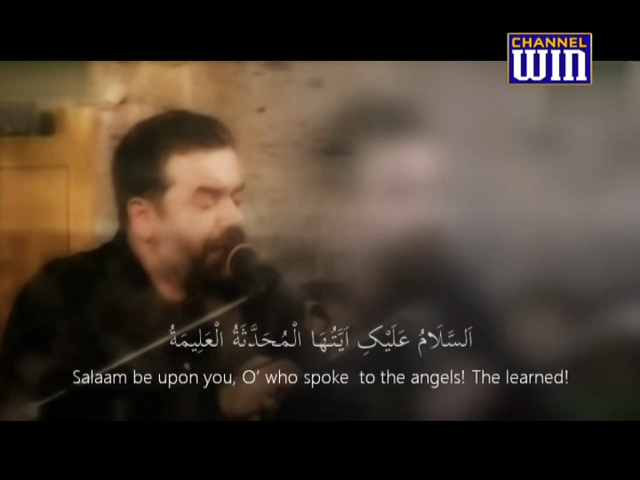 CHANNEL
WIN
اَلسَّلَامُ عَلَيْكِ اَيَّتُهَا الْمُحَدَّثَةُ الْعَلِيمَةُ
Salaam be upon you, O’ who spoke to the angels! The learned!